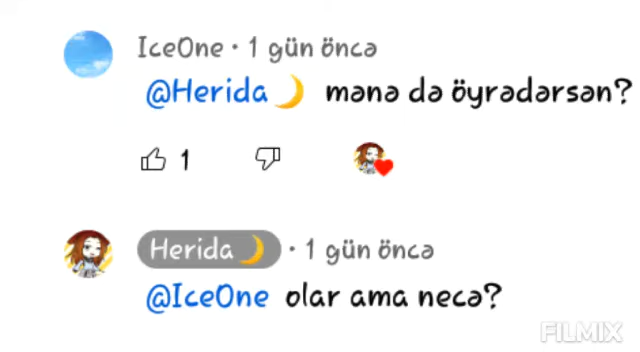 IceOne • 1 gün öncə
@Herida🌙 mənə də öyrədərsən?
1
Herida🌙 • 1 gün öncə
@IceOne olar ama necə?
FILMIX